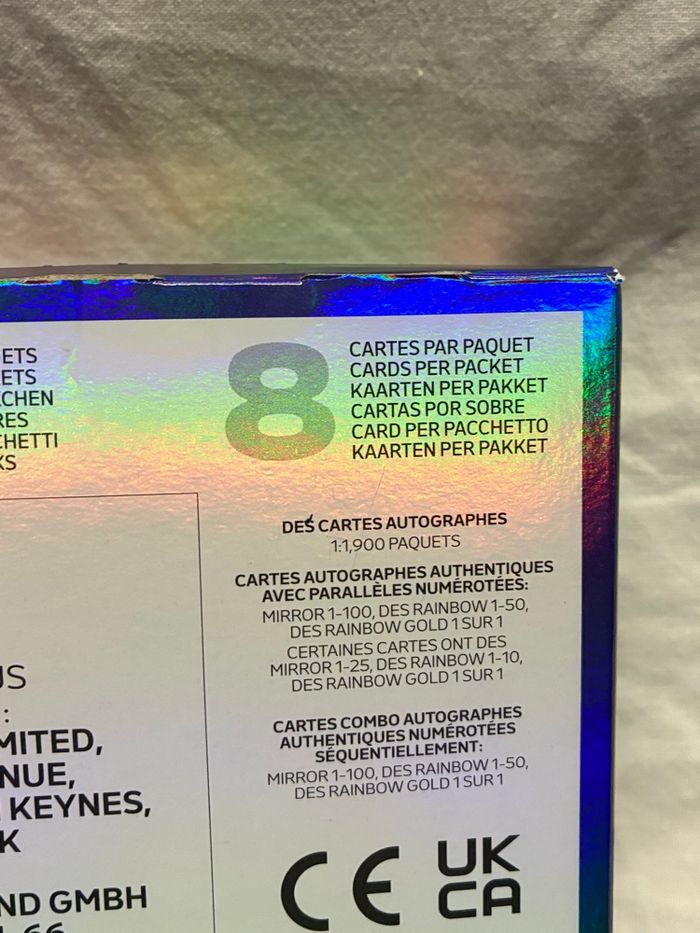 ETS
ETS
CHEN
RES
CHETTI
KS
8
CARTES PAR PAQUET
CARDS PER PACKET
KAARTEN PER PAKKET
CARTAS POR SOBRE
CARD PER PACCHETTO
KAARTEN PER PAKKET
DES CARTES AUTOGRAPHES
1:1,900 PAQUETS
CARTES AUTOGRAPHES AUTHENTIQUES
AVEC PARALLÈLES NUMÉROTÉES:
MIRROR 1-100, DES RAINBOW 1-50,
DES RAINBOW GOLD 1 SUR 1
CERTAINES CARTES ONT DES
MIRROR 1-25, DES RAINBOW 1-10,
DES RAINBOW GOLD 1 SUR 1
CARTES COMBO AUTOGRAPHES
AUTHENTIQUES NUMÉROTÉES
SÉQUENTIELLEMENT:
MIRROR 1-100, DES RAINBOW 1-50,
DES RAINBOW GOLD 1 SUR 1
CE
UK
CA
US
:
MITED,
NUE,
KEYNES,
K
ND GMBH